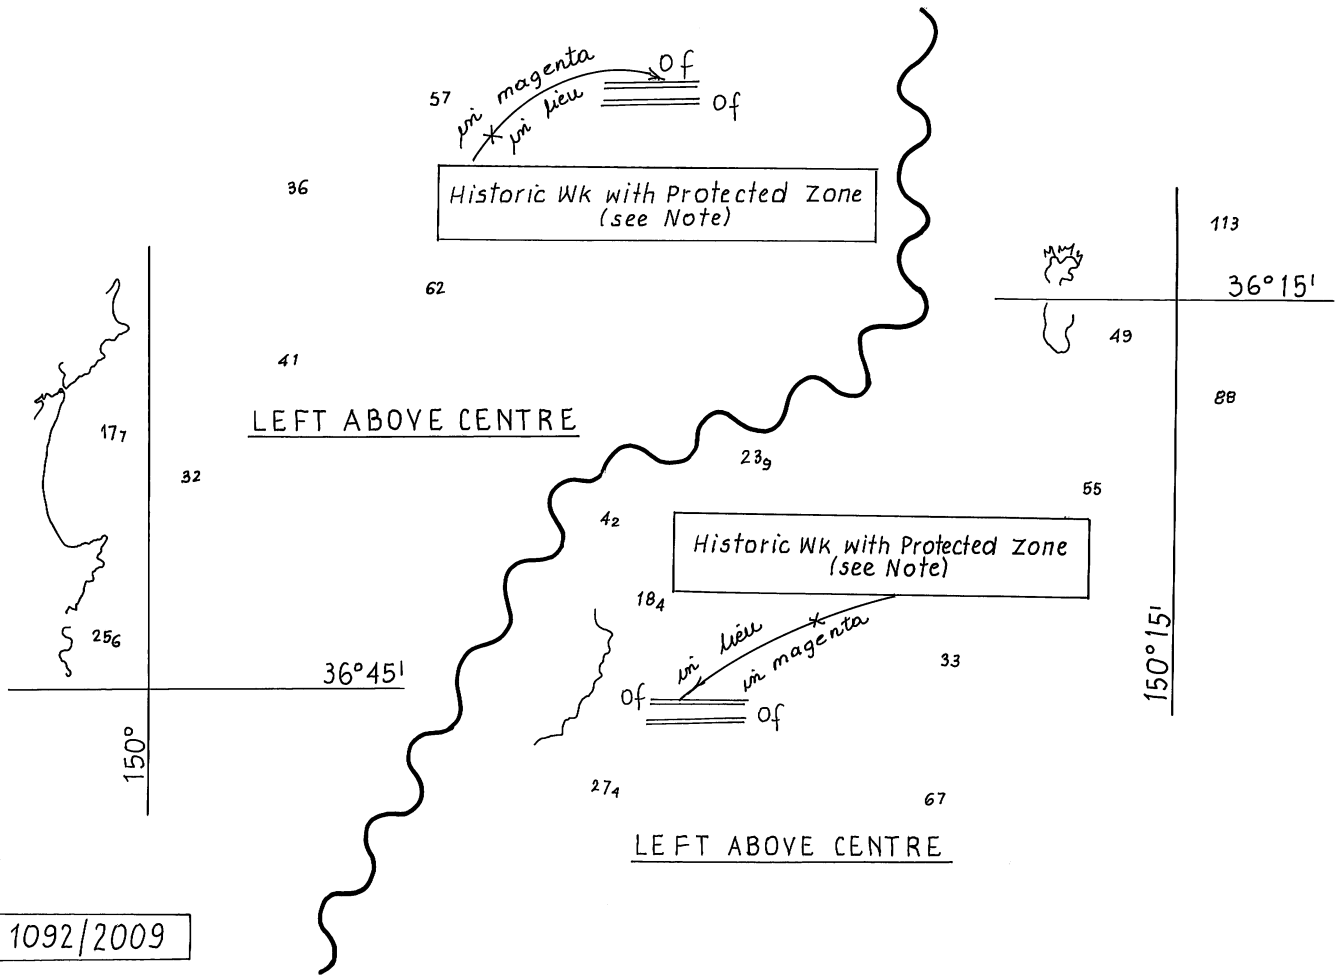 57
in magenta
in lieu
Of
Of
Historic Wk with Protected Zone
(see Note)
36
62
41
LEFT ABOVE CENTRE
17₇
32
25₆
36°45'
150°
113
36°15'
49
88
23₉
55
4₂
Historic Wk with Protected Zone
(see Note)
18₄
in lieu
in magenta
33
Of
Of
150°15'
27₄
67
LEFT ABOVE CENTRE
1092/2009